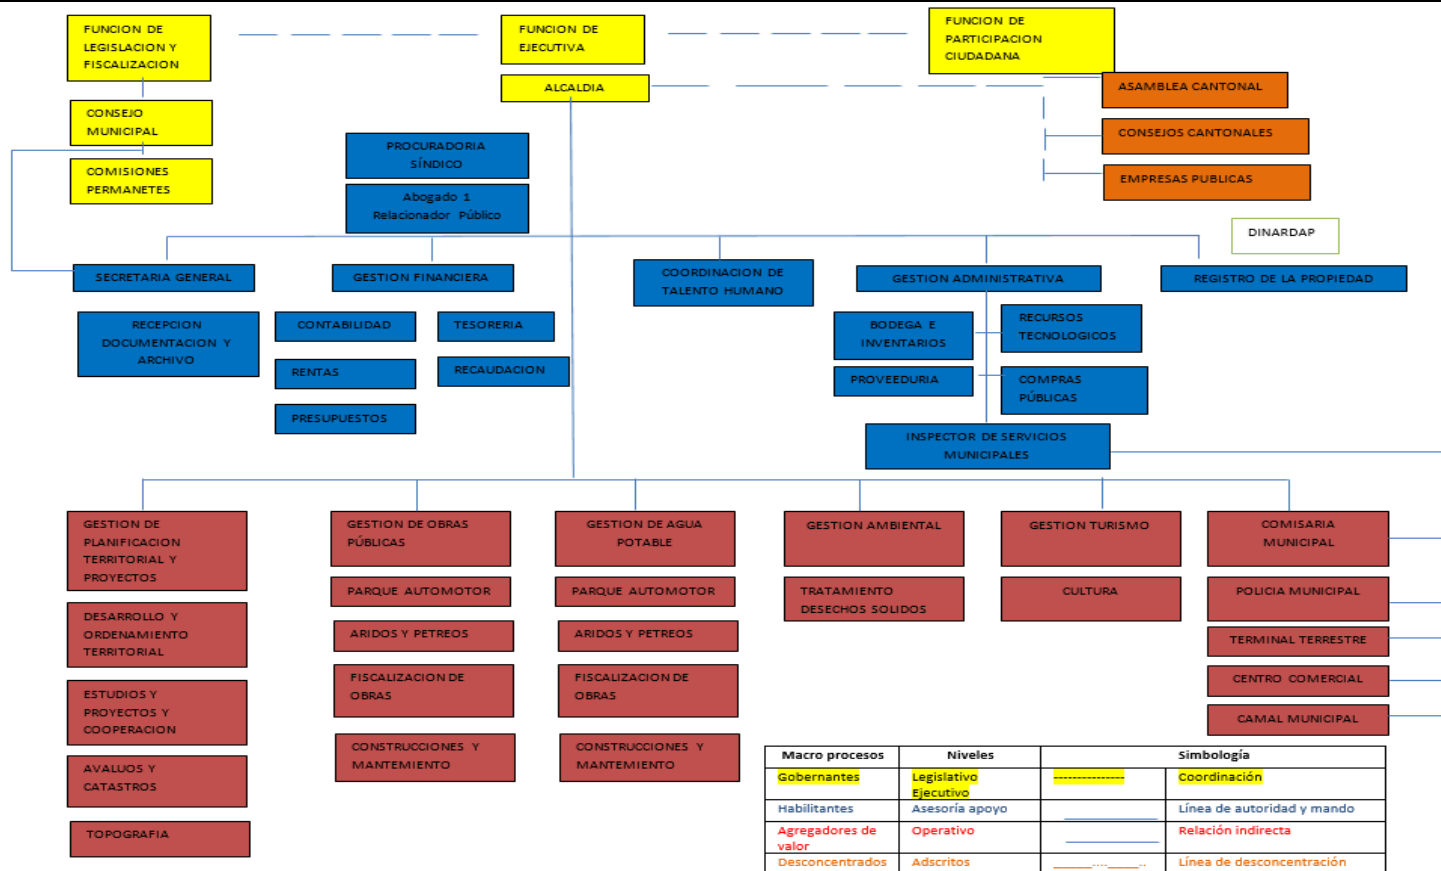 FUNCION DE
LEGISLACION Y
FISCALIZACION
FUNCION DE
EJECUTIVA
FUNCION DE
PARTICIPACION
CIUDADANA
ALCALDIA
ASAMBLEA CANTONAL
CONSEJO
MUNICIPAL
CONSEJOS CANTONALES
PROCURADORIA
SÍNDICO
COMISIONES
PERMANETES
EMPRESAS PUBLICAS
Abogado 1
Relacionador Público
DINARDAP
SECRETARIA GENERAL
GESTION FINANCIERA
COORDINACION DE
TALENTO HUMANO
GESTION ADMINISTRATIVA
REGISTRO DE LA PROPIEDAD
RECEPCION
DOCUMENTACION Y
ARCHIVO
CONTABILIDAD
TESORERIA
BODEGA E
INVENTARIOS
RECURSOS
TECNOLOGICOS
RENTAS
RECAUDACION
PROVEEDURIA
COMPRAS
PÚBLICAS
PRESUPUESTOS
INSPECTOR DE SERVICIOS
MUNICIPALES
GESTION DE
PLANIFICACION
TERRITORIAL Y
PROYECTOS
GESTION DE OBRAS
PÚBLICAS
GESTION DE AGUA
POTABLE
GESTION AMBIENTAL
GESTION TURISMO
COMISARIA
MUNICIPAL
PARQUE AUTOMOTOR
PARQUE AUTOMOTOR
TRATAMIENTO
DESECHOS SOLIDOS
CULTURA
POLICIA MUNICIPAL
DESARROLLO Y
ORDENAMIENTO
TERRITORIAL
ARIDOS Y PETREOS
ARIDOS Y PETREOS
TERMINAL TERRESTRE
ESTUDIOS Y
PROYECTOS Y
COOPERACION
FISCALIZACION DE
OBRAS
FISCALIZACION DE
OBRAS
CENTRO COMERCIAL
CAMAL MUNICIPAL
AVALUOS Y
CATASTROS
CONSTRUCCIONES Y
MANTEMIENTO
CONSTRUCCIONES Y
MANTEMIENTO
TOPOGRAFIA
Macro procesos Niveles Simbología
Gobernantes Legislativo Ejecutivo --------------- Coordinación
Habilitantes Asesoría apoyo Línea de autoridad y mando
Agregadores de valor Operativo Relación indirecta
Desconcentrados Adscritos Línea de desconcentración